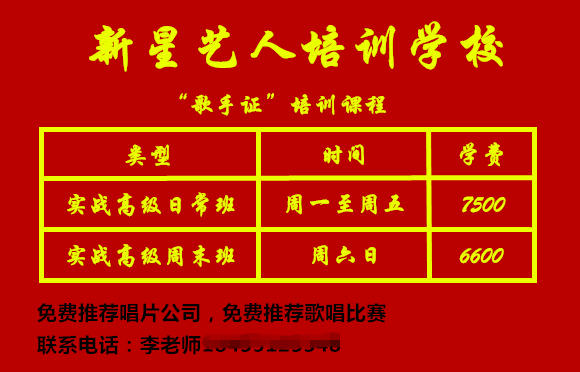 新星艺人培训学校
“歌手证”培训课程
类型 时间 学费
实战高级日常班 周一至周五 7500
实战高级周末班 周六日 6600
免费推荐唱片公司，免费推荐歌唱比赛
联系电话：李老师